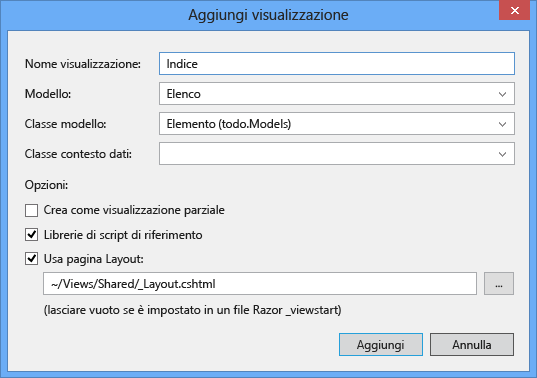 Aggiungi visualizzazione
Nome visualizzazione: Indice
Modello: Elenco
Classe modello: Elemento (todo.Models)
Classe contesto dati:
Opzioni:
Crea come visualizzazione parziale
Librerie di script di riferimento
Usa pagina Layout:
~/Views/Shared/_Layout.cshtml ...
(lasciare vuoto se è impostato in un file Razor _viewstart)
Aggiungi Annulla